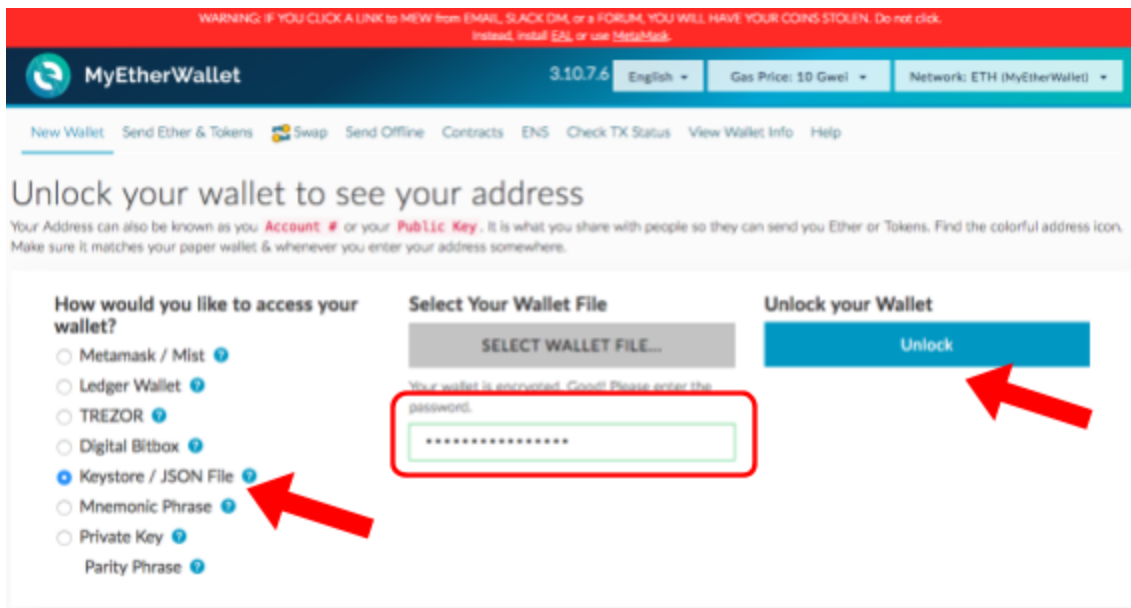 WARNING: IF YOU CLICK A LINK to MEW from EMAIL, SLACK DM, or a FORUM, YOU WILL HAVE YOUR COINS STOLEN. Do not click.
Instead, install EAL or use MetaMask.
MyEtherWallet 3.10.7.6 English Gas Price: 10 Gwei Network: ETH (MyEtherWallet)
New Wallet Send Ether & Tokens Swap Send Offline Contracts ENS Check TX Status View Wallet Info Help
Unlock your wallet to see your address
Your Address can also be known as you Account # or your Public Key. It is what you share with people so they can send you Ether or Tokens. Find the colorful address icon.
Make sure it matches your paper wallet & whenever you enter your address somewhere.
How would you like to access your
wallet?
Metamask / Mist
Ledger Wallet
TREZOR
Digital Bitbox
Keystore / JSON File
Mnemonic Phrase
Private Key
Parity Phrase
Select Your Wallet File
SELECT WALLET FILE...
Your wallet is encrypted. Good! Please enter the
password.
Unlock your Wallet
Unlock